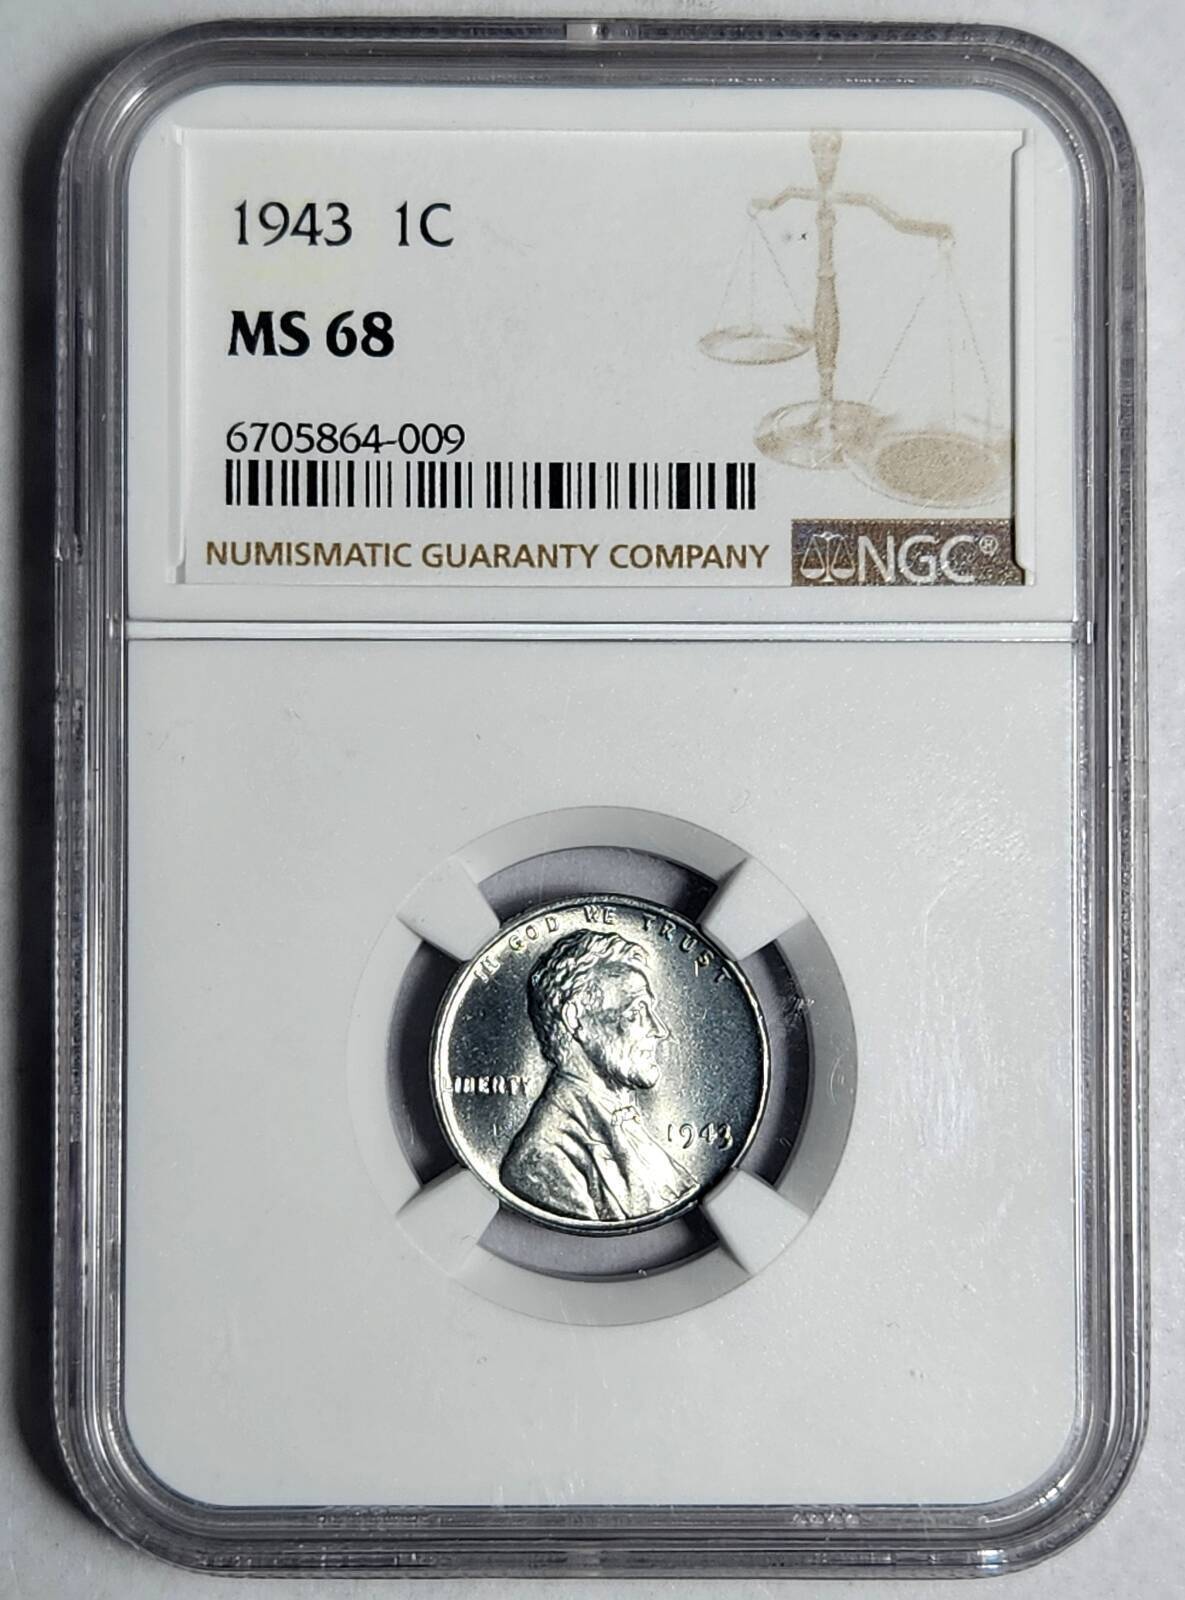 1943 1C
MS 68
6705864-009
NUMISMATIC GUARANTY COMPANY NGC®
IN GOD WE TRUST
LIBERTY
1943